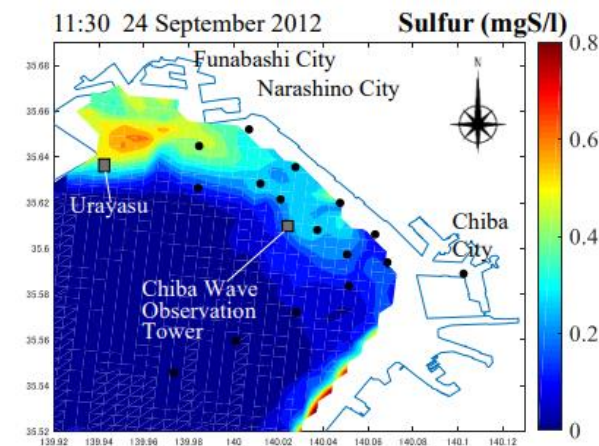 11:30 24 September 2012
Sulfur (mgS/l)
Funabashi City
Narashino City
N
Urayasu
Chiba
City
Chiba Wave
Observation
Tower
35.68
35.66
35.64
35.62
35.6
35.58
35.56
35.54
35.52
139.92 139.94 139.96 139.98 140 140.02 140.04 140.06 140.08 140.1 140.12
0.8
0.6
0.4
0.2
0